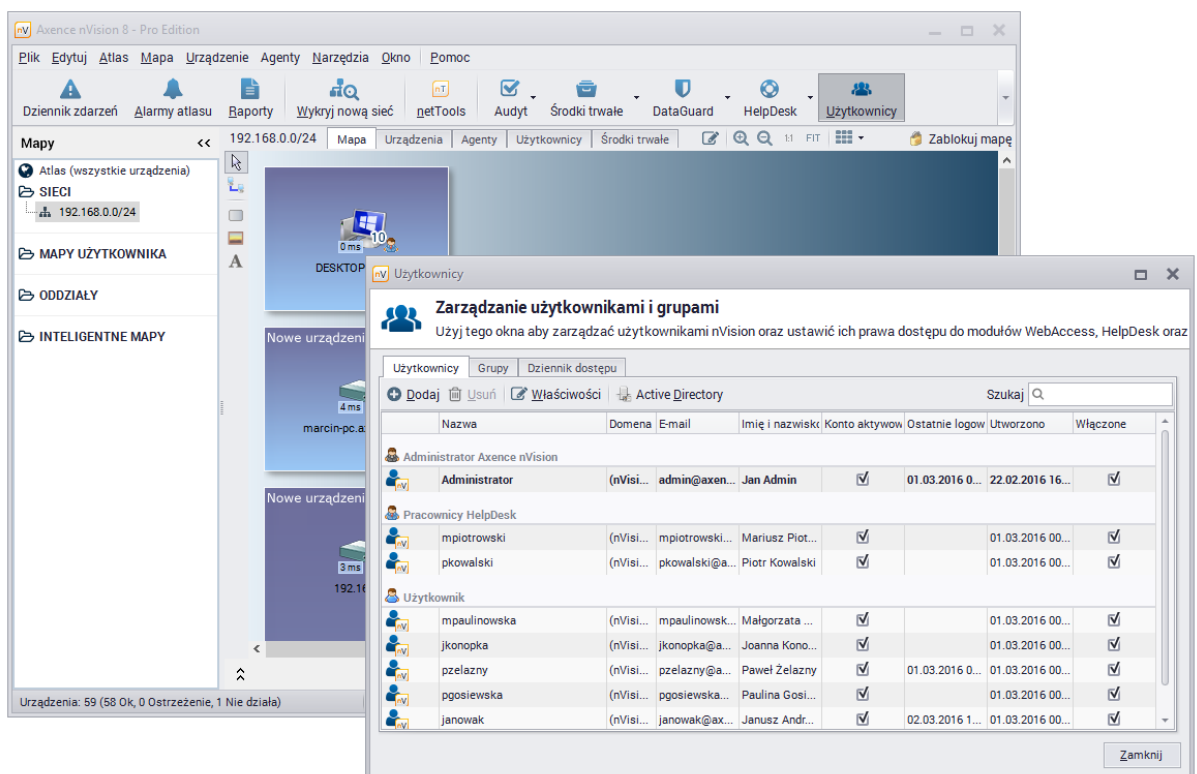 Axence nVision 8 - Pro Edition
Plik Edytuj Atlas Mapa Urządzenie Agenty Narzędzia Okno Pomoc
Dziennik zdarzeń Alarmy atlasu Raporty Wykryj nową sieć netTools Audyt Środki trwałe DataGuard HelpDesk Użytkownicy
Mapy <<
192.168.0.0/24 Mapa Urządzenia Agenty Użytkownicy Środki trwałe 1:1 FIT Zablokuj mapę
Atlas (wszystkie urządzenia)
SIECI
192.168.0.0/24
MAPY UŻYTKOWNIKA
ODDZIAŁY
INTELIGENTNE MAPY
A
10
0 ms
DESKTOP
Nowe urządzeni
4 ms
marcin-pc.a
Nowe urządzeni
3 ms
192.16
Urządzenia: 59 (58 Ok, 0 Ostrzeżenie, 1 Nie działa)
nV Użytkownicy
Zarządzanie użytkownikami i grupami
Użyj tego okna aby zarządzać użytkownikami nVision oraz ustawić ich prawa dostępu do modułów WebAccess, HelpDesk oraz
Użytkownicy Grupy Dziennik dostępu
Dodaj Usuń Właściwości Active Directory Szukaj
Nazwa Domena E-mail Imię i nazwisko Konto aktywow Ostatnie logow Utworzono Włączone
Administrator Axence nVision
Administrator (nVisi... admin@axen... Jan Admin 01.03.2016 0... 22.02.2016 16...
Pracownicy HelpDesk
mpiotrowski (nVisi... mpiotrowski... Mariusz Piot... 01.03.2016 00...
pkowalski (nVisi... pkowalski@a... Piotr Kowalski 01.03.2016 00...
Użytkownik
mpaulinowska (nVisi... mpaulinowsk... Małgorzata ... 01.03.2016 00...
jkonopka (nVisi... jkonopka@a... Joanna Kono... 01.03.2016 00...
pzelazny (nVisi... pzelazny@a... Paweł Żelazny 01.03.2016 0... 01.03.2016 00...
pgosiewska (nVisi... pgosiewska... Paulina Gosi... 01.03.2016 00...
janowak (nVisi... janowak@ax... Janusz Andr... 02.03.2016 1... 01.03.2016 00...
Zamknij